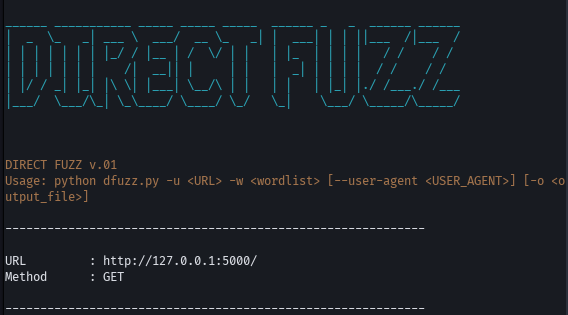 DIRECT FUZZ
DIRECT FUZZ v.01
Usage: python dfuzz.py -u <URL> -w <wordlist> [--user-agent <USER_AGENT>] [-o <o
utput_file>]
------------------------------------------------------------
URL : http://127.0.0.1:5000/
Method : GET
------------------------------------------------------------